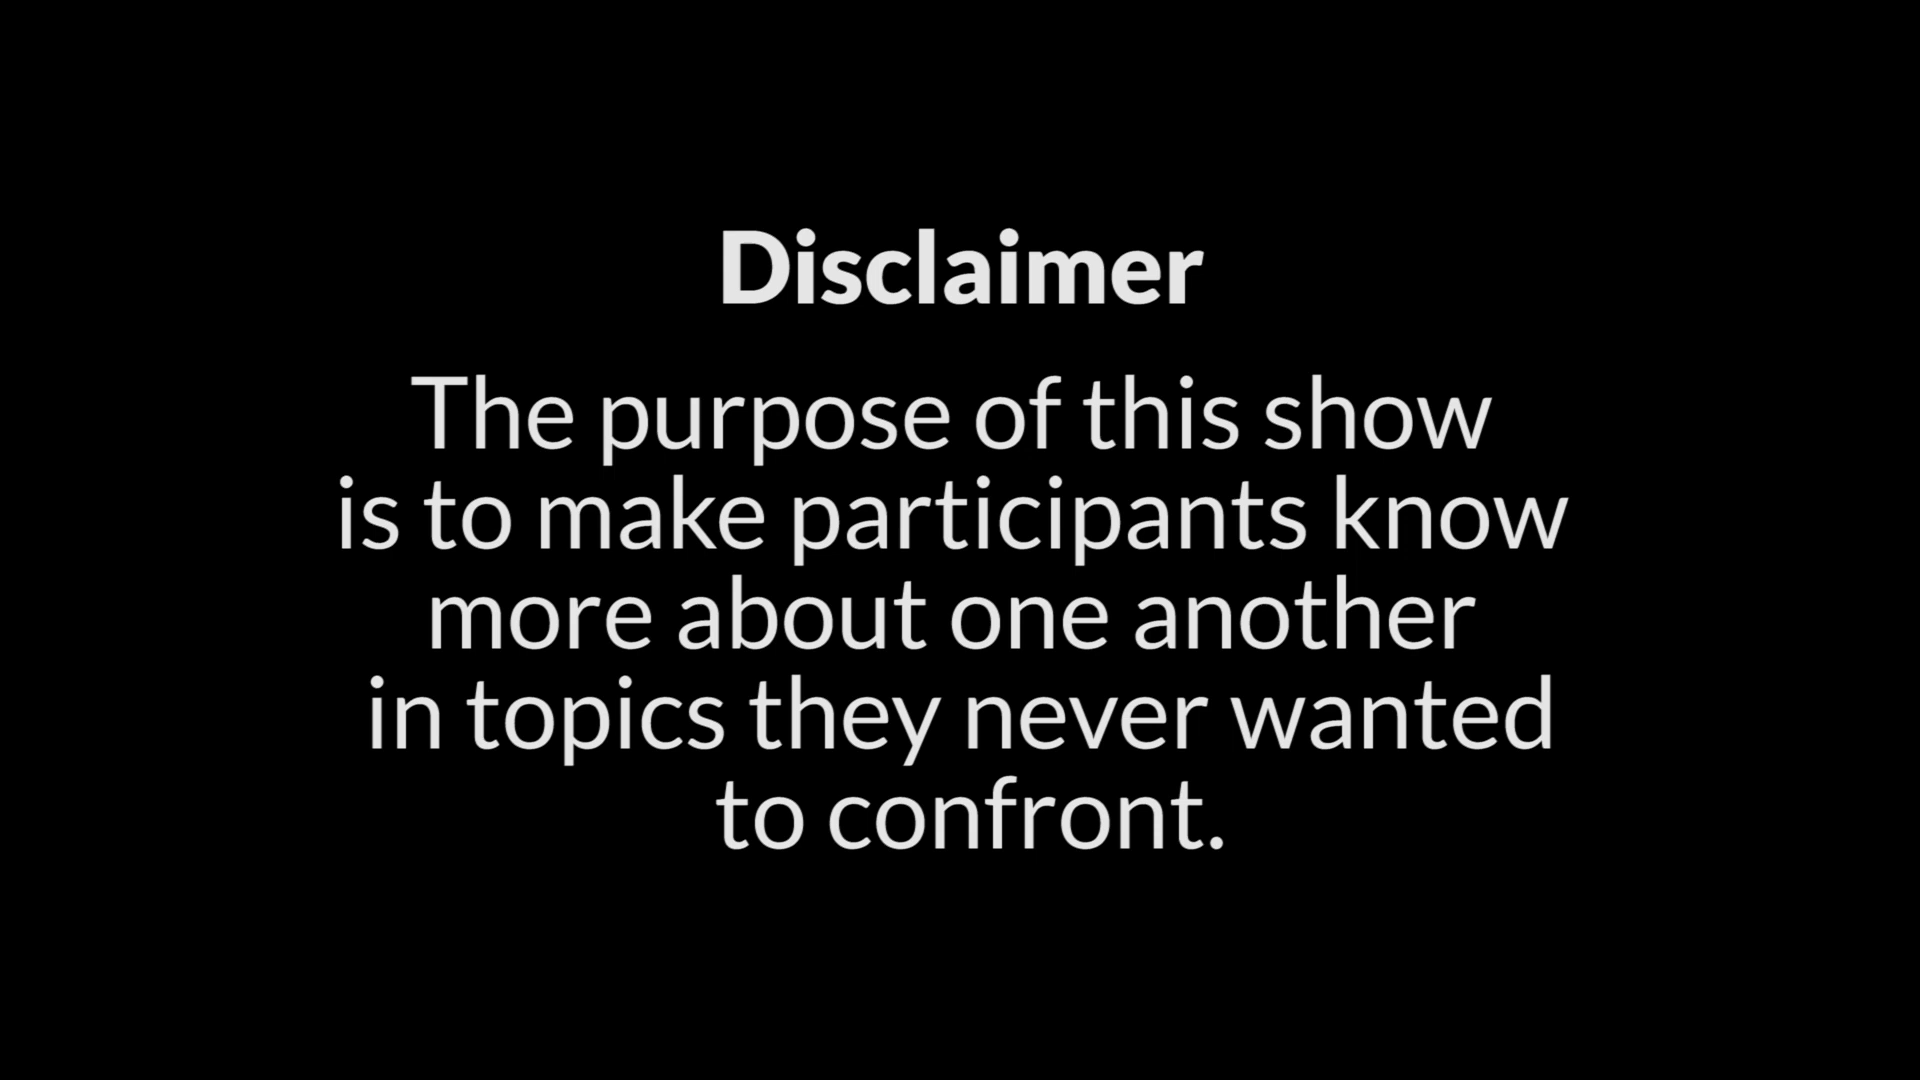 Disclaimer
The purpose of this show
is to make participants know
more about one another
in topics they never wanted
to confront.